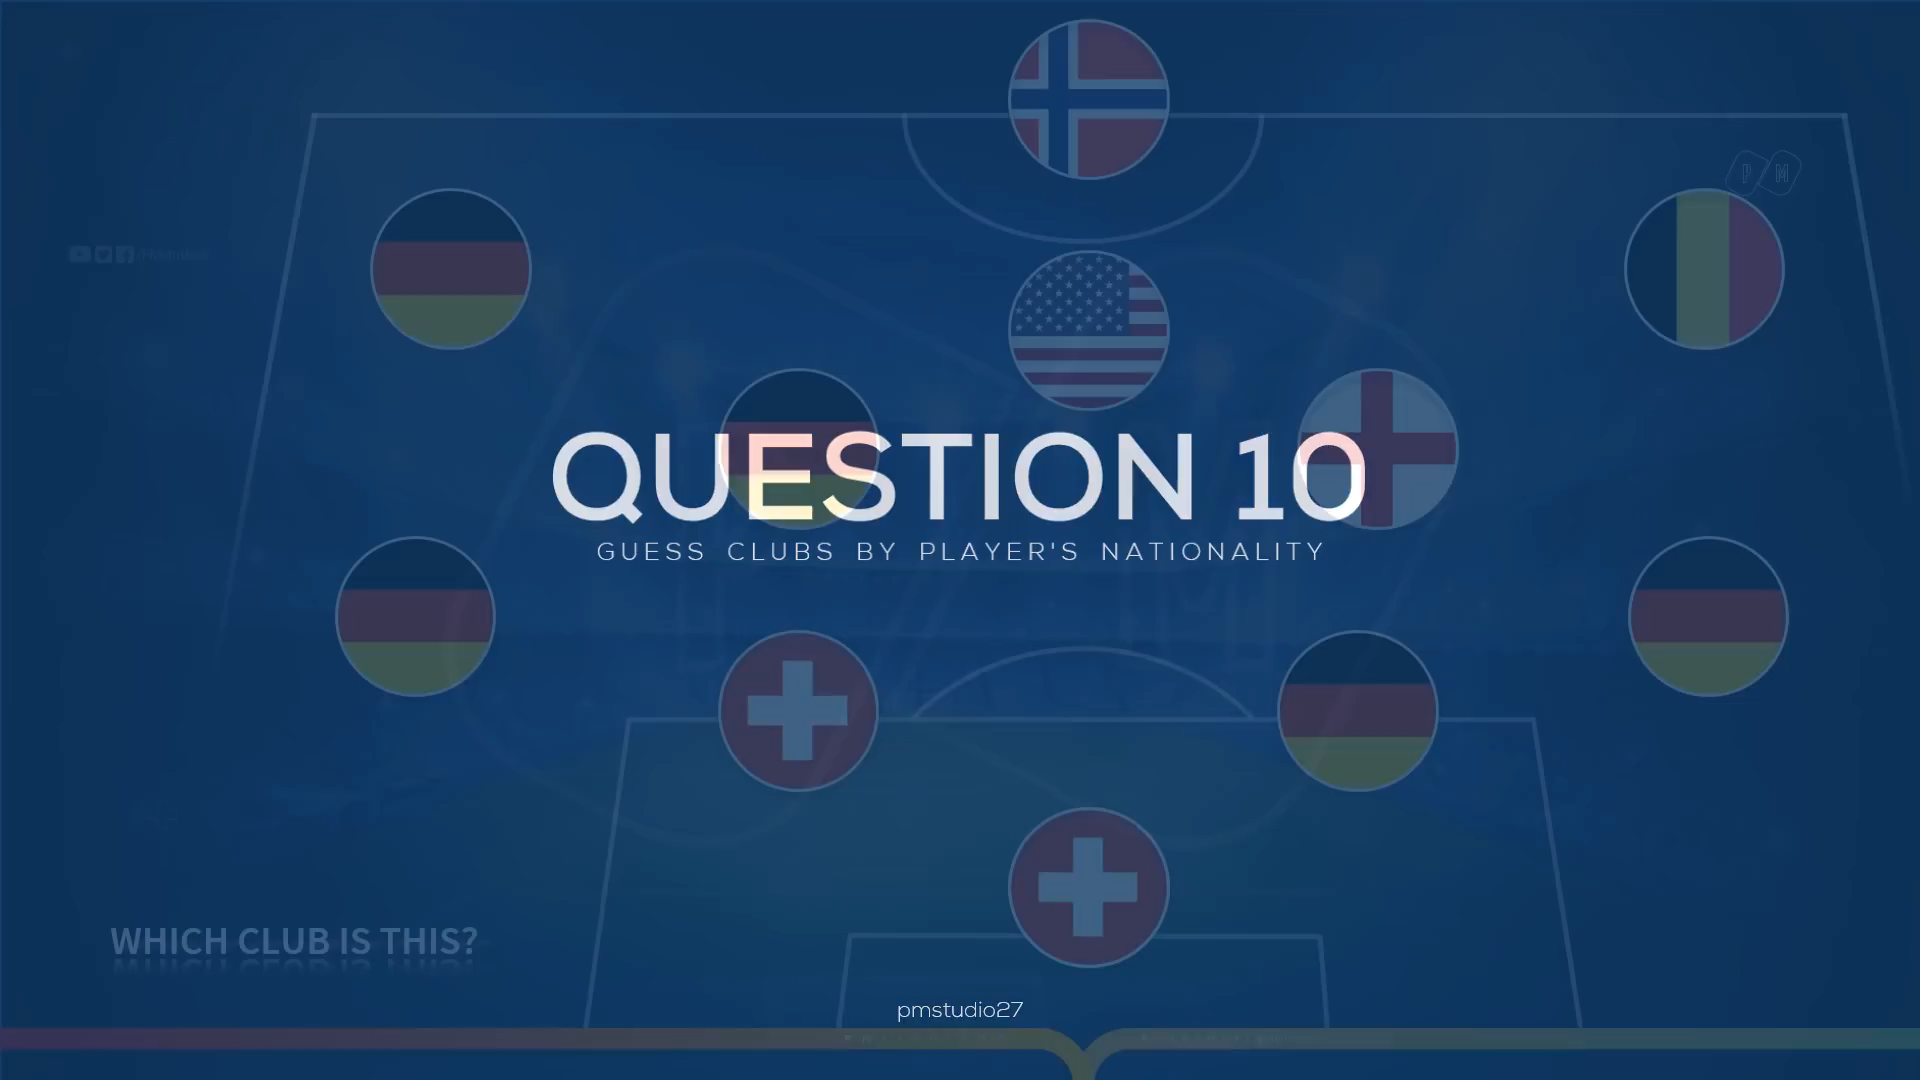 P M
QUESTION 10
GUESS CLUBS BY PLAYER'S NATIONALITY
WHICH CLUB IS THIS?
pmstudio27